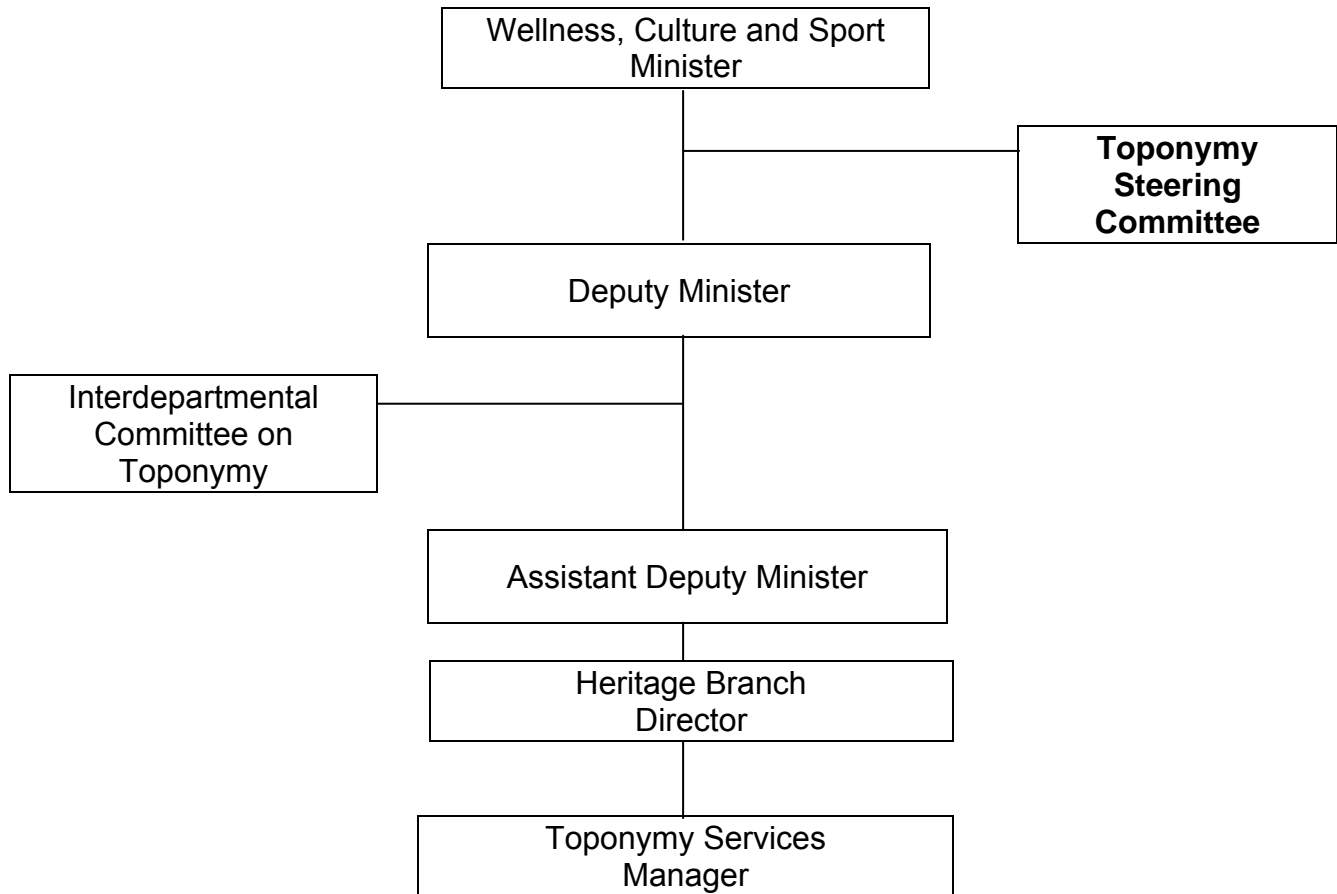 Wellness, Culture and Sport
Minister
Toponymy
Steering
Committee
Deputy Minister
Interdepartmental
Committee on
Toponymy
Assistant Deputy Minister
Heritage Branch
Director
Toponymy Services
Manager